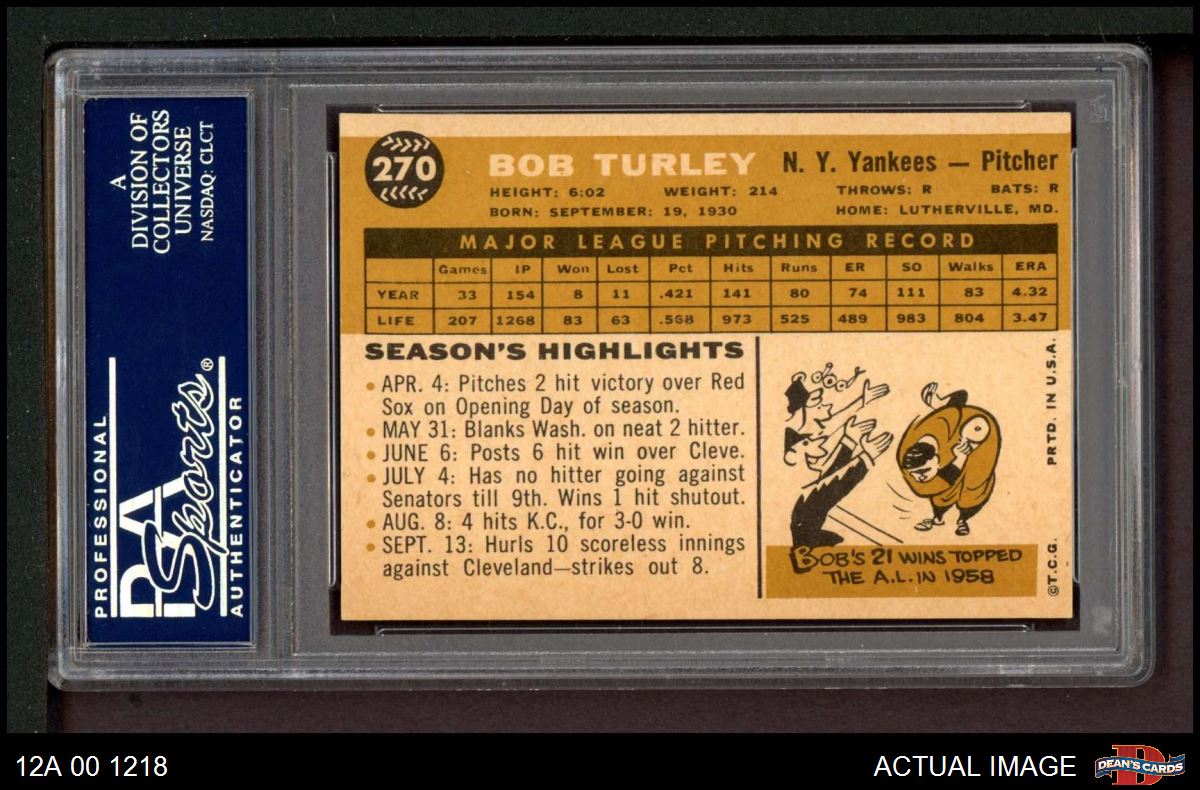 A
DIVISION OF
COLLECTORS
UNIVERSE
NASDAQ: CLCT
PROFESSIONAL
PSA
Sports®
AUTHENTICATOR
270
BOB TURLEY N. Y. Yankees — Pitcher
HEIGHT: 6:02 WEIGHT: 214 THROWS: R BATS: R
BORN: SEPTEMBER: 19, 1930 HOME: LUTHERVILLE, MD.
MAJOR LEAGUE PITCHING RECORD
Games IP Won Lost Pct Hits Runs ER SO Walks ERA
YEAR 33 154 8 11 .421 141 80 74 111 83 4.32
LIFE 207 1268 83 63 .568 973 525 489 983 804 3.47
SEASON'S HIGHLIGHTS
• APR. 4: Pitches 2 hit victory over Red
Sox on Opening Day of season.
• MAY 31: Blanks Wash. on neat 2 hitter.
• JUNE 6: Posts 6 hit win over Cleve.
• JULY 4: Has no hitter going against
Senators till 9th. Wins 1 hit shutout.
• AUG. 8: 4 hits K.C., for 3-0 win.
• SEPT. 13: Hurls 10 scoreless innings
against Cleveland—strikes out 8.
BOB'S 21 WINS TOPPED
THE A.L. IN 1958
©T.C.G. PRTD. IN U.S.A.
12A 00 1218
ACTUAL IMAGE
D
DEAN'S CARDS